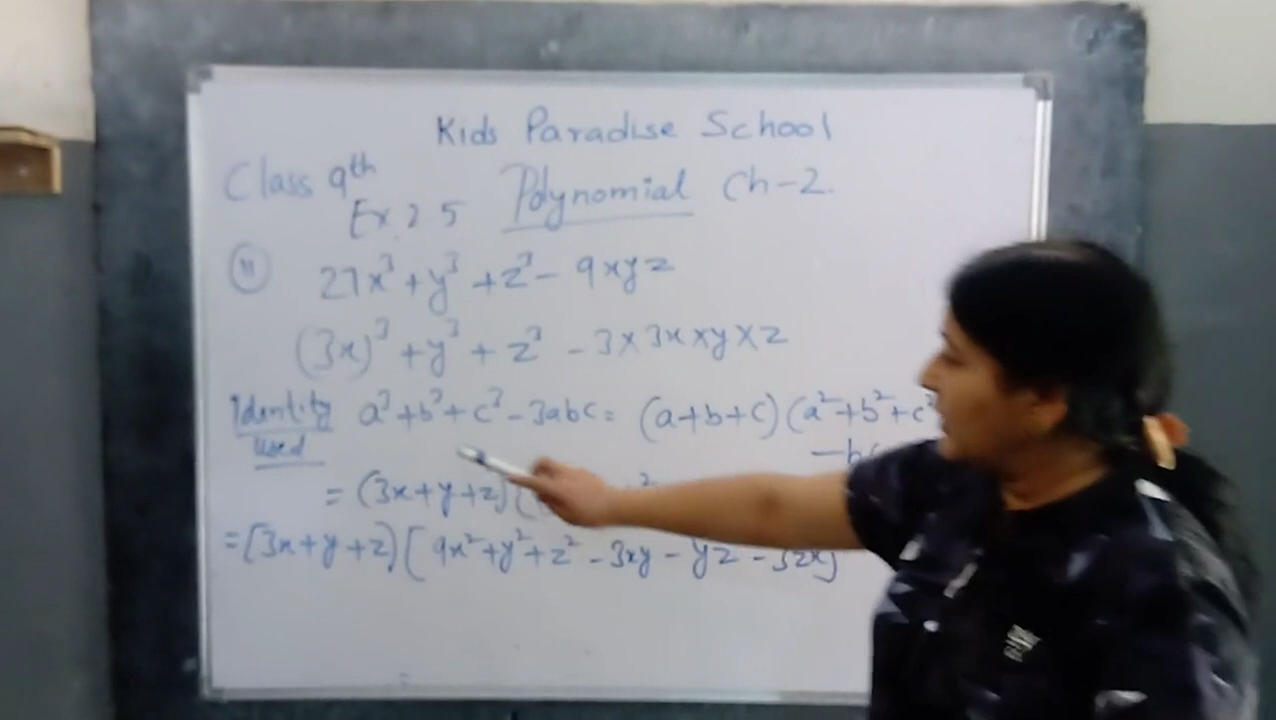 Kids Paradise School
Class 9th
Polynomial Ch-2.
Ex 2.5
11 27x³ + y³ + z³ - 9xyz
(3x)³ + y³ + z³ - 3 × 3x × y × z
Identity Used a³ + b³ + c³ - 3abc = (a+b+c) (a² + b² + c²
= (3x + y + z)
= [3x + y + z) [ 9x² + y² + z² - 3xy - yz - 3zx]